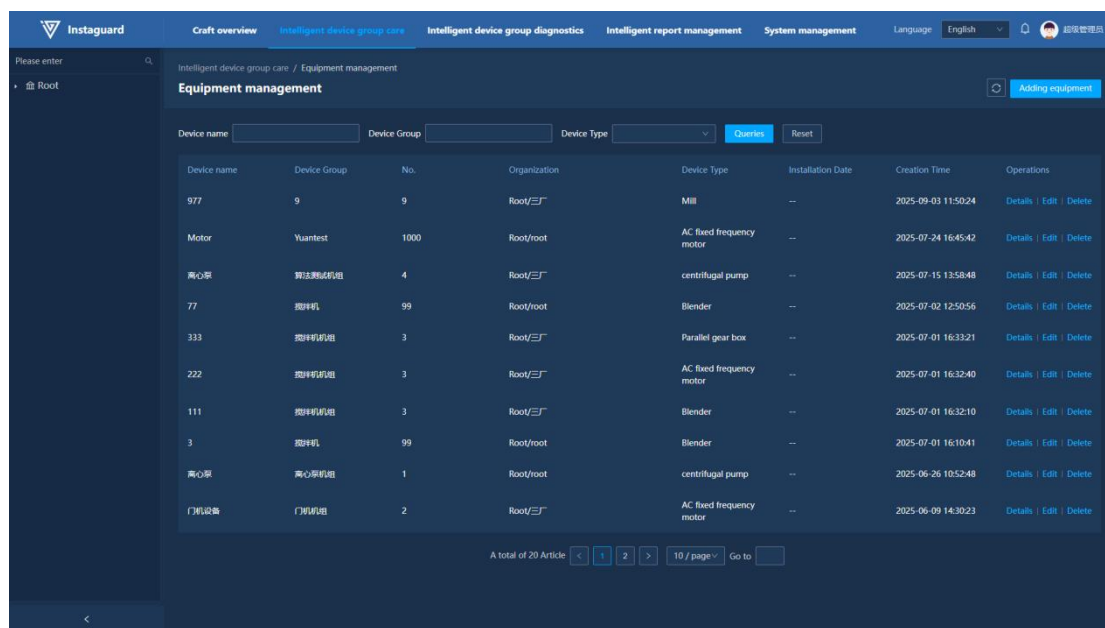 Instaguard Craft overview Intelligent device group care Intelligent device group diagnostics Intelligent report management System management Language English 超级管理员
Please enter
Root
Intelligent device group care / Equipment management
Equipment management
Adding equipment
Device name Device Group Device Type Queries Reset
Device name Device Group No. Organization Device Type Installation Date Creation Time Operations
977 9 9 Root/三厂 Mill -- 2025-09-03 11:50:24 Details | Edit | Delete
Motor Yuantest 1000 Root/root AC fixed frequency motor -- 2025-07-24 16:45:42 Details | Edit | Delete
离心泵 算法测试机组 4 Root/三厂 centrifugal pump -- 2025-07-15 13:58:48 Details | Edit | Delete
77 搅拌机 99 Root/root Blender -- 2025-07-02 12:50:56 Details | Edit | Delete
333 搅拌机机组 3 Root/三厂 Parallel gear box -- 2025-07-01 16:33:21 Details | Edit | Delete
222 搅拌机机组 3 Root/三厂 AC fixed frequency motor -- 2025-07-01 16:32:40 Details | Edit | Delete
111 搅拌机机组 3 Root/三厂 Blender -- 2025-07-01 16:32:10 Details | Edit | Delete
3 搅拌机 99 Root/root Blender -- 2025-07-01 16:10:41 Details | Edit | Delete
离心泵 离心泵机组 1 Root/root centrifugal pump -- 2025-06-26 10:52:48 Details | Edit | Delete
门机设备 门机机组 2 Root/三厂 AC fixed frequency motor -- 2025-06-09 14:30:23 Details | Edit | Delete
A total of 20 Article < 1 2 > 10 / page Go to
<